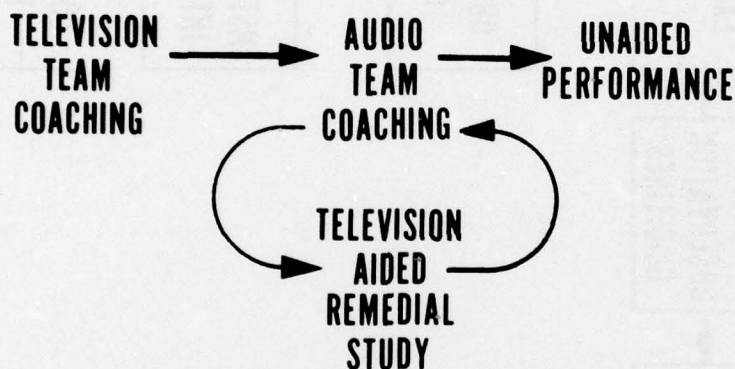 TELEVISION
TEAM
COACHING
AUDIO
TEAM
COACHING
UNAIDED
PERFORMANCE
TELEVISION
AIDED
REMEDIAL
STUDY